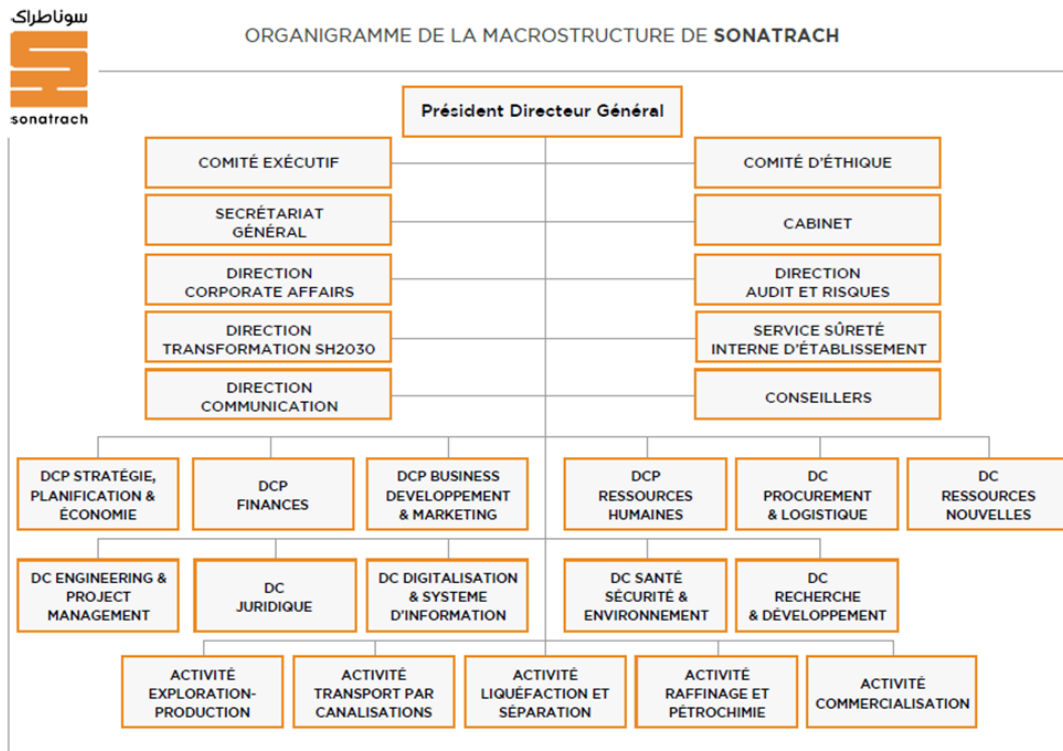 سوناطراك
sonatrach
ORGANIGRAMME DE LA MACROSTRUCTURE DE SONATRACH
Président Directeur Général
COMITÉ EXÉCUTIF
COMITÉ D'ÉTHIQUE
SECRÉTARIAT
GÉNÉRAL
CABINET
DIRECTION
CORPORATE AFFAIRS
DIRECTION
AUDIT ET RISQUES
DIRECTION
TRANSFORMATION SH2030
SERVICE SÛRETÉ
INTERNE D'ÉTABLISSEMENT
DIRECTION
COMMUNICATION
CONSEILLERS
DCP STRATÉGIE,
PLANIFICATION &
ÉCONOMIE
DCP
FINANCES
DCP BUSINESS
DEVELOPPEMENT
& MARKETING
DCP
RESSOURCES
HUMAINES
DC
PROCUREMENT
& LOGISTIQUE
DC
RESSOURCES
NOUVELLES
DC ENGINEERING &
PROJECT
MANAGEMENT
DC
JURIDIQUE
DC DIGITALISATION
& SYSTEME
D'INFORMATION
DC SANTÉ
SÉCURITÉ &
ENVIRONNEMENT
DC
RECHERCHE
& DÉVELOPPEMENT
ACTIVITÉ
EXPLORATION-
PRODUCTION
ACTIVITÉ
TRANSPORT PAR
CANALISATIONS
ACTIVITÉ
LIQUÉFACTION ET
SÉPARATION
ACTIVITÉ
RAFFINAGE ET
PÉTROCHIMIE
ACTIVITÉ
COMMERCIALISATION